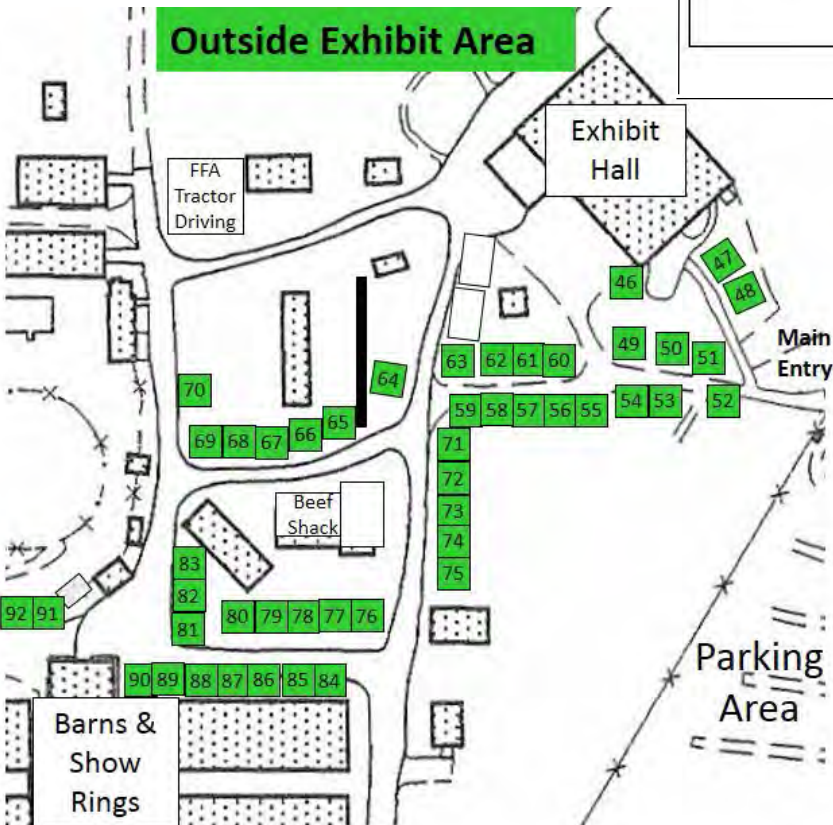 Outside Exhibit Area
Exhibit
Hall
FFA
Tractor
Driving
47
48
46
49
50
51
Main
Entry
63
62 61 60
64
70
52
54 53
59 58 57 56 55
65
66
67
68
69
71
72
73
74
75
Beef
Shack
83
82
81
80 79 78 77 76
92 91
90 89 88 87 86 85 84
Parking
Area
Barns &
Show
Rings